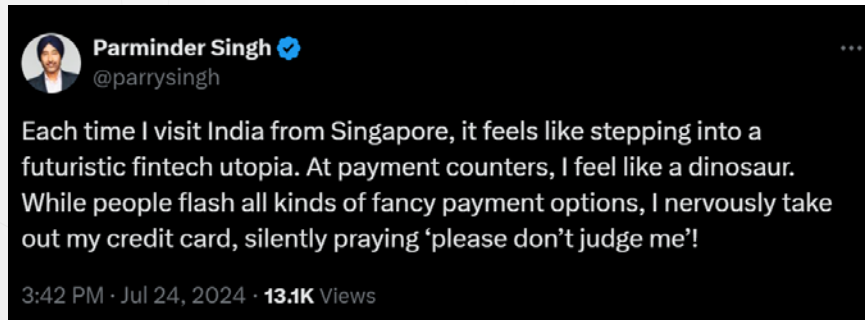 Parminder Singh
@parrysingh
Each time I visit India from Singapore, it feels like stepping into a
futuristic fintech utopia. At payment counters, I feel like a dinosaur.
While people flash all kinds of fancy payment options, I nervously take
out my credit card, silently praying ‘please don’t judge me’!
3:42 PM · Jul 24, 2024 · 13.1K Views